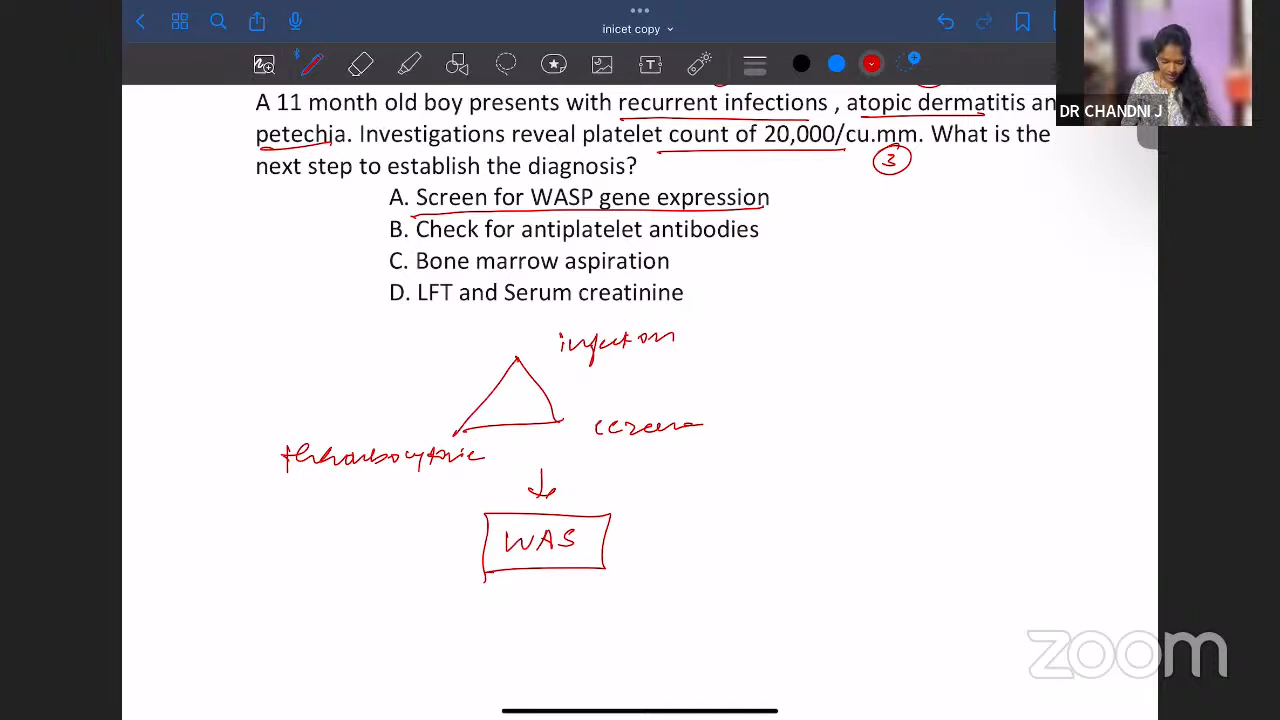 inicet copy
A 11 month old boy presents with recurrent infections , atopic dermatitis an
DR CHANDNI J
petechia. Investigations reveal platelet count of 20,000/cu.mm. What is the
next step to establish the diagnosis?
3
A. Screen for WASP gene expression
B. Check for antiplatelet antibodies
C. Bone marrow aspiration
D. LFT and Serum creatinine
infection
WAS
zoom